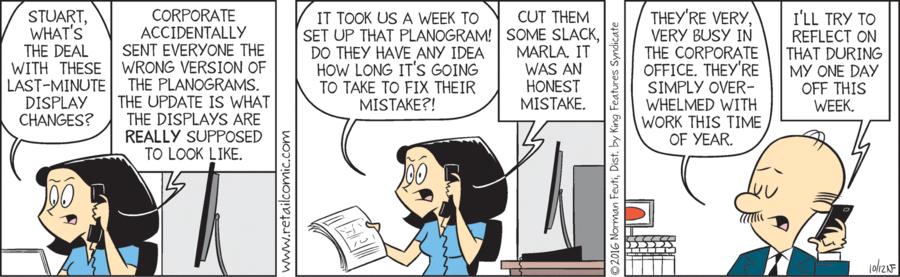 STUART,
WHAT'S
THE DEAL
WITH THESE
LAST-MINUTE
DISPLAY
CHANGES?
CORPORATE
ACCIDENTALLY
SENT EVERYONE THE
WRONG VERSION OF
THE PLANOGRAMS.
THE UPDATE IS WHAT
THE DISPLAYS ARE
REALLY SUPPOSED
TO LOOK LIKE.
www.retailcomic.com
IT TOOK US A WEEK TO
SET UP THAT PLANOGRAM!
DO THEY HAVE ANY IDEA
HOW LONG IT'S GOING
TO TAKE TO FIX THEIR
MISTAKE?!
CUT THEM
SOME SLACK,
MARLA. IT
WAS AN
HONEST
MISTAKE.
©2016 Norman Feuti, Dist. by King Features Syndicate
THEY'RE VERY,
VERY BUSY IN
THE CORPORATE
OFFICE. THEY'RE
SIMPLY OVER-
WHELMED WITH
WORK THIS TIME
OF YEAR.
I'LL TRY TO
REFLECT ON
THAT DURING
MY ONE DAY
OFF THIS
WEEK.
10/12 NF